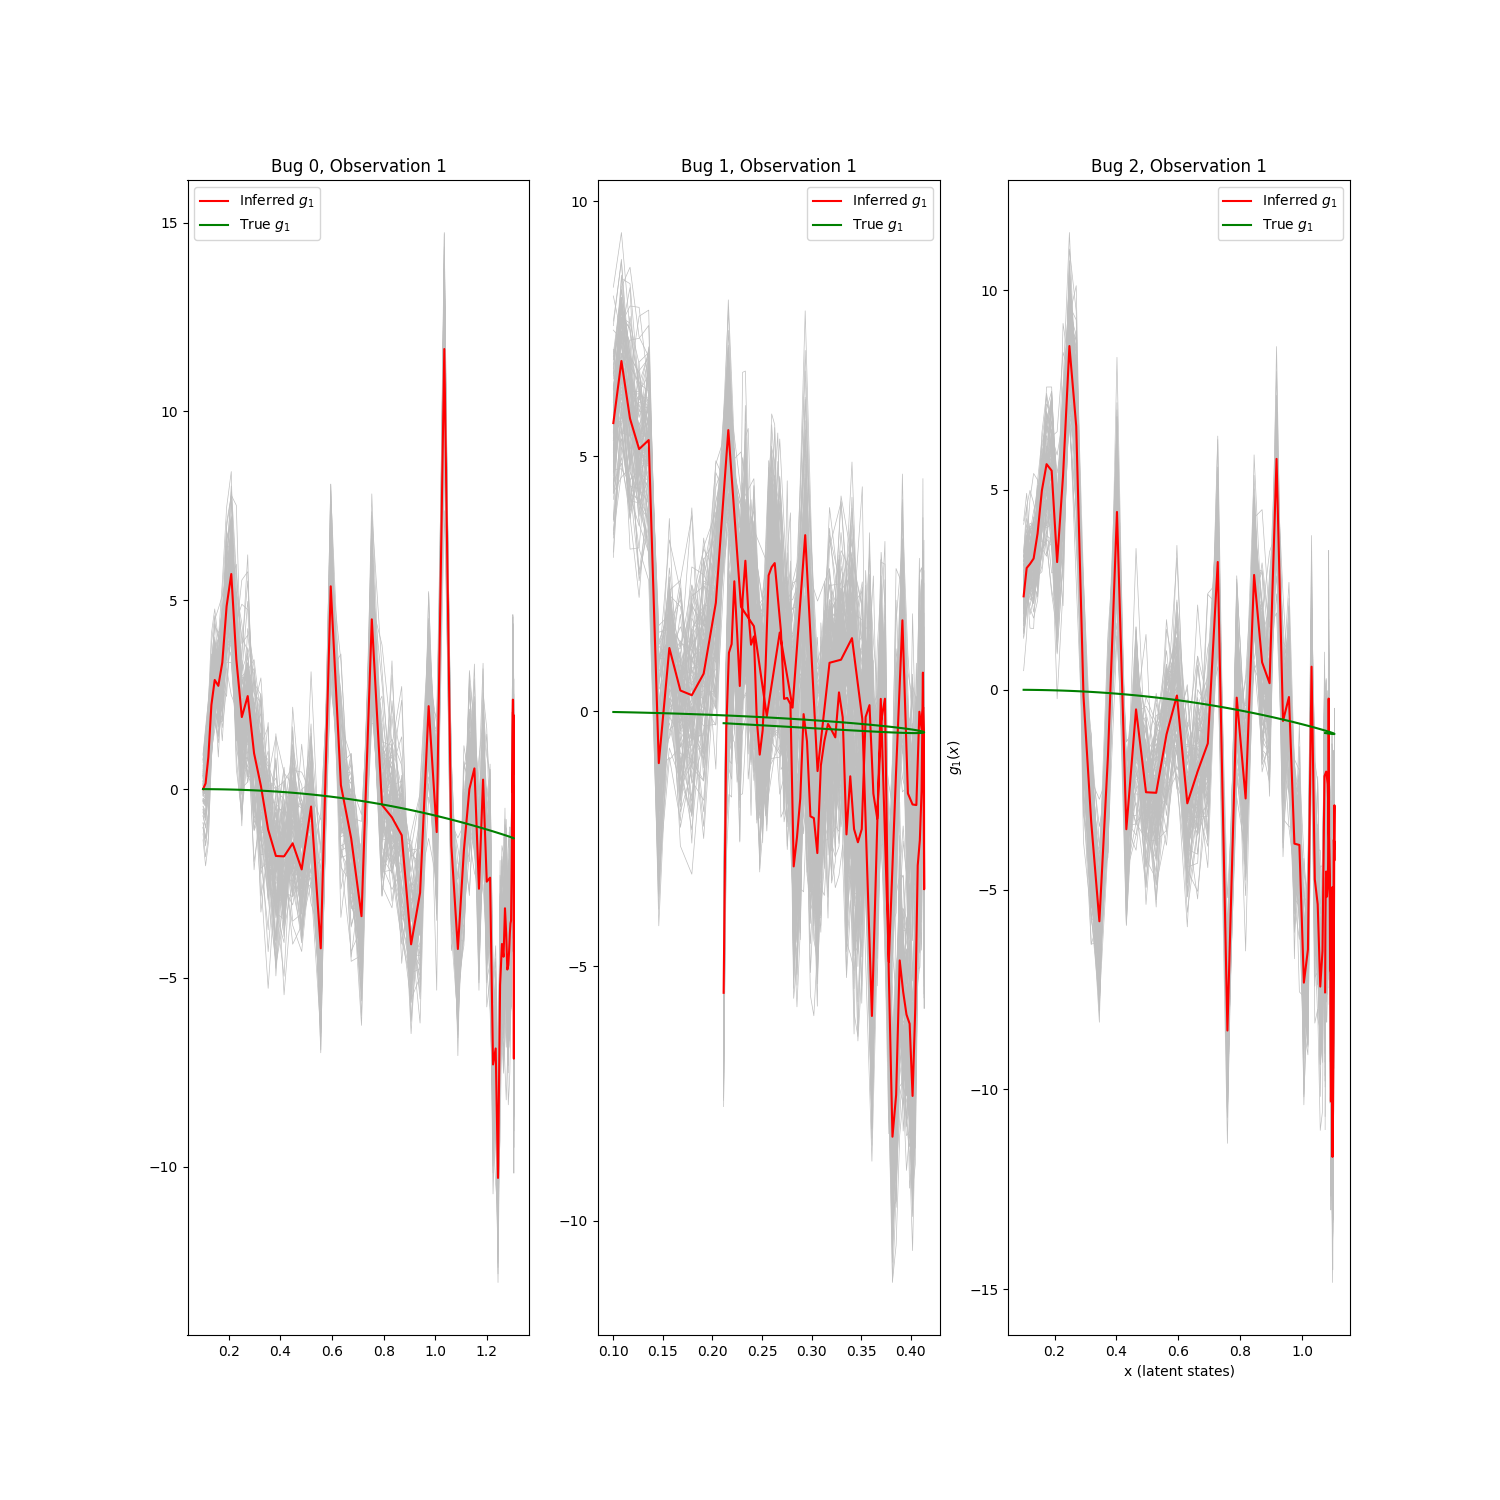 Bug 0, Observation 1
Inferred g₁
True g₁
15
10
5
0
−5
−10
0.2 0.4 0.6 0.8 1.0 1.2
Bug 1, Observation 1
Inferred g₁
True g₁
10
5
0
−5
−10
0.10 0.15 0.20 0.25 0.30 0.35 0.40
Bug 2, Observation 1
Inferred g₁
True g₁
g₁(x)
10
5
0
−5
−10
−15
0.2 0.4 0.6 0.8 1.0
x (latent states)